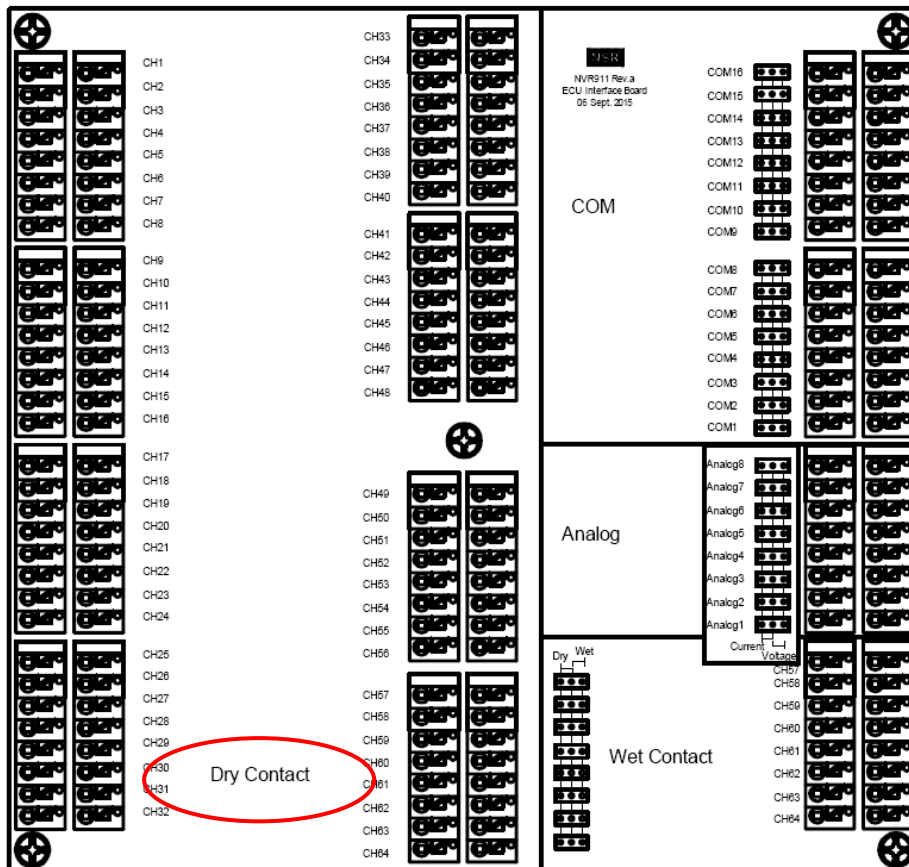 CH1
CH2
CH3
CH4
CH5
CH6
CH7
CH8
CH9
CH10
CH11
CH12
CH13
CH14
CH15
CH16
CH17
CH18
CH19
CH20
CH21
CH22
CH23
CH24
CH25
CH26
CH27
CH28
CH29
CH30
CH31
CH32
Dry Contact
CH33
CH34
CH35
CH36
CH37
CH38
CH39
CH40
CH41
CH42
CH43
CH44
CH45
CH46
CH47
CH48
CH49
CH50
CH51
CH52
CH53
CH54
CH55
CH56
CH57
CH58
CH59
CH60
CH61
CH62
CH63
CH64
NSR
NVR911 Rev.a
ECU Interface Board
06 Sept. 2015
COM
COM16
COM15
COM14
COM13
COM12
COM11
COM10
COM9
COM8
COM7
COM6
COM5
COM4
COM3
COM2
COM1
Analog
Analog8
Analog7
Analog6
Analog5
Analog4
Analog3
Analog2
Analog1
Current
Voltage
Dry
Wet
Wet Contact
CH57
CH58
CH59
CH60
CH61
CH62
CH63
CH64